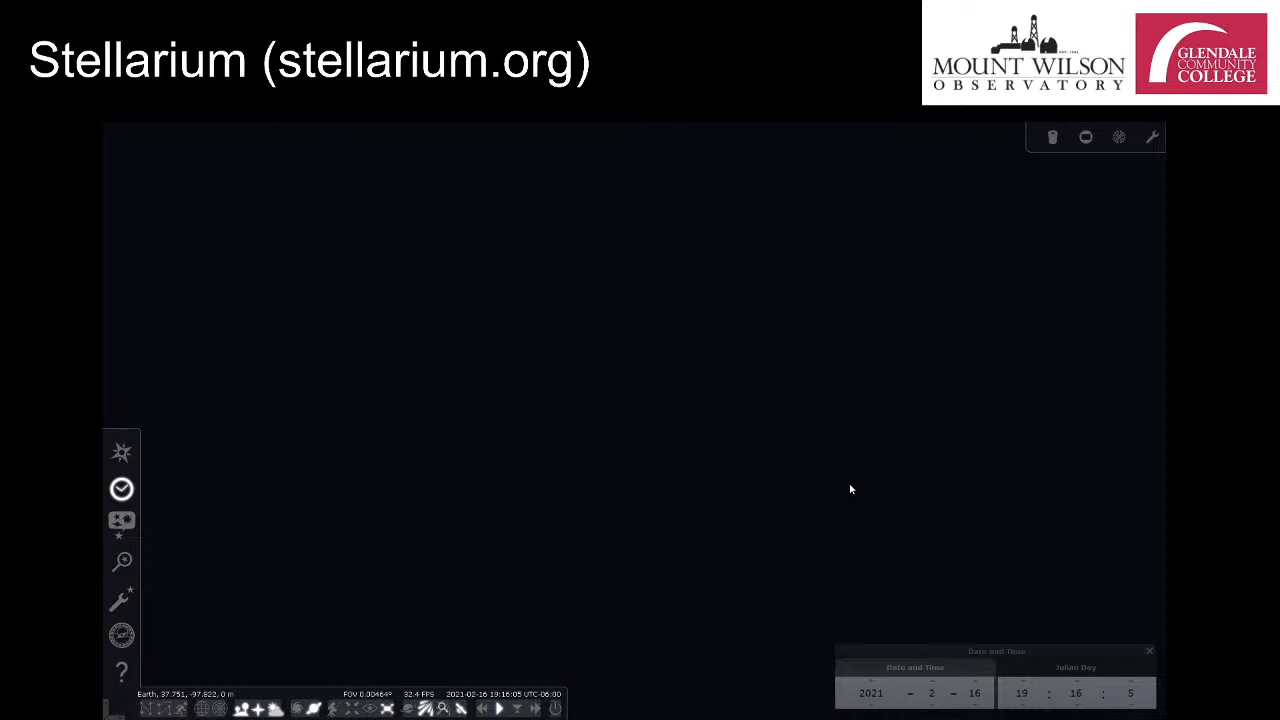 Stellarium (stellarium.org)
EST. 1904
MOUNT WILSON
OBSERVATORY
GLENDALE
COMMUNITY
COLLEGE
Date and Time
Date and Time Julian Day
2021 - 2 - 16 19 : 16 : 5
Earth, 37.751, -97.822, 0 m FOV 0.00464° 32.4 FPS 2021-02-16 19:16:05 UTC-06:00